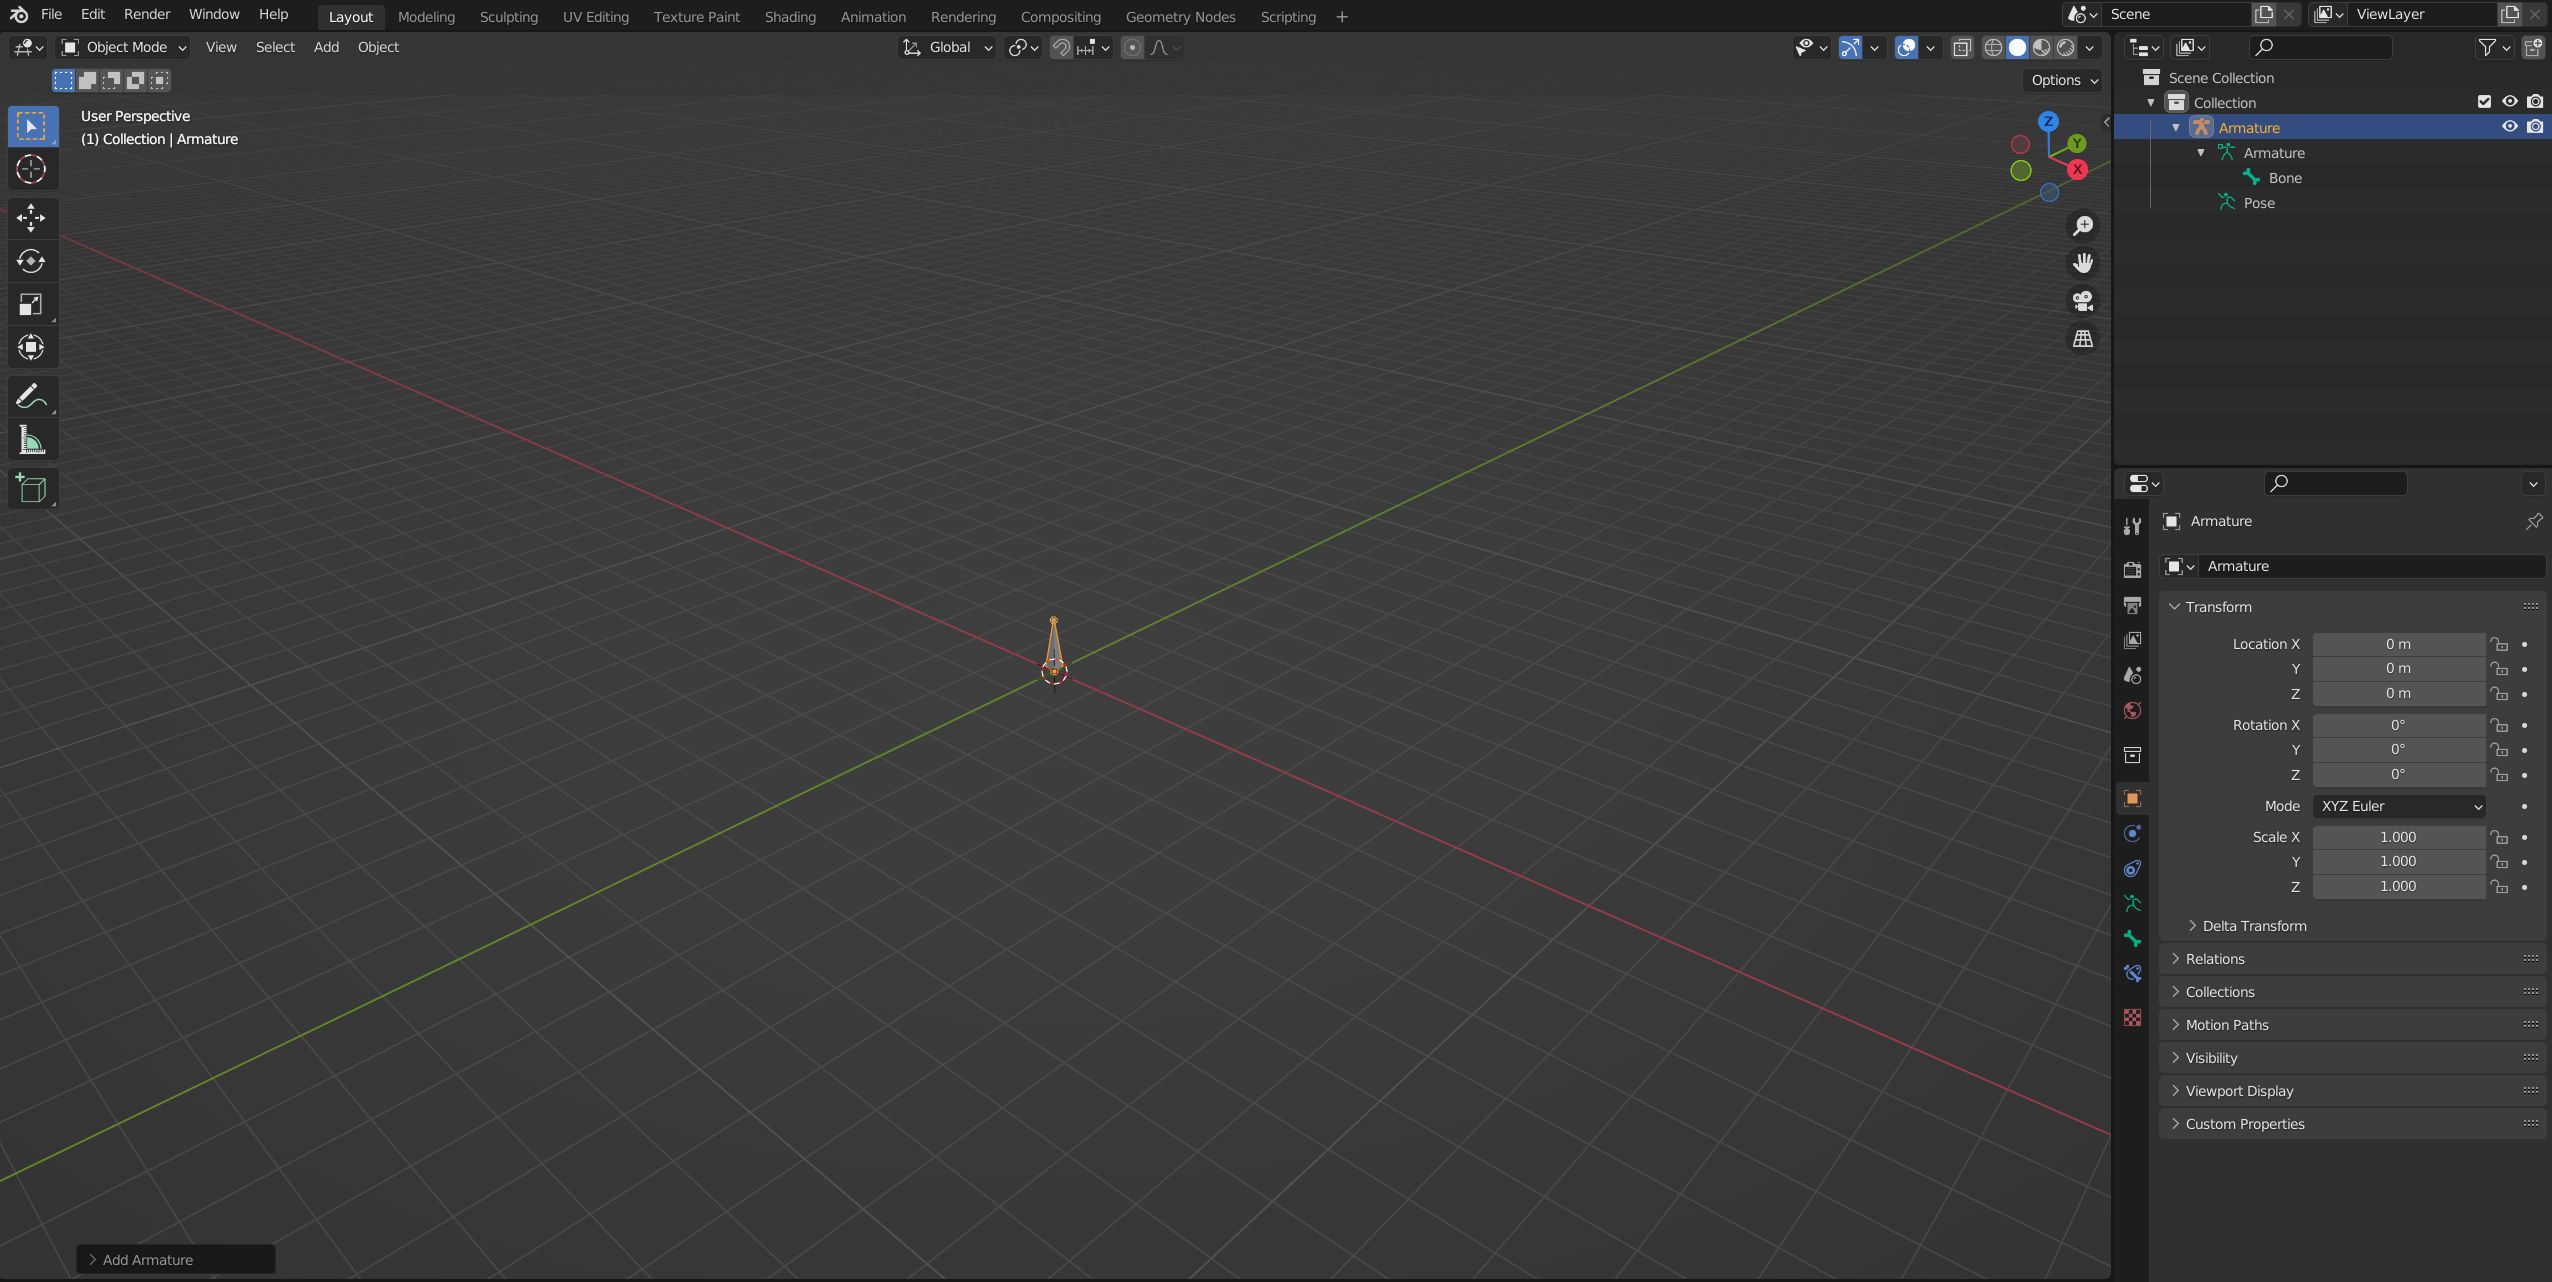 File Edit Render Window Help Layout Modeling Sculpting UV Editing Texture Paint Shading Animation Rendering Compositing Geometry Nodes Scripting + Scene ViewLayer
Object Mode View Select Add Object Global
Options
User Perspective
(1) Collection | Armature
Z
Y
X
Scene Collection
Collection
Armature
Armature
Bone
Pose
Armature
Armature
Transform
Location X 0 m
Y 0 m
Z 0 m
Rotation X 0°
Y 0°
Z 0°
Mode XYZ Euler
Scale X 1.000
Y 1.000
Z 1.000
Delta Transform
Relations
Collections
Motion Paths
Visibility
Viewport Display
Custom Properties
Add Armature